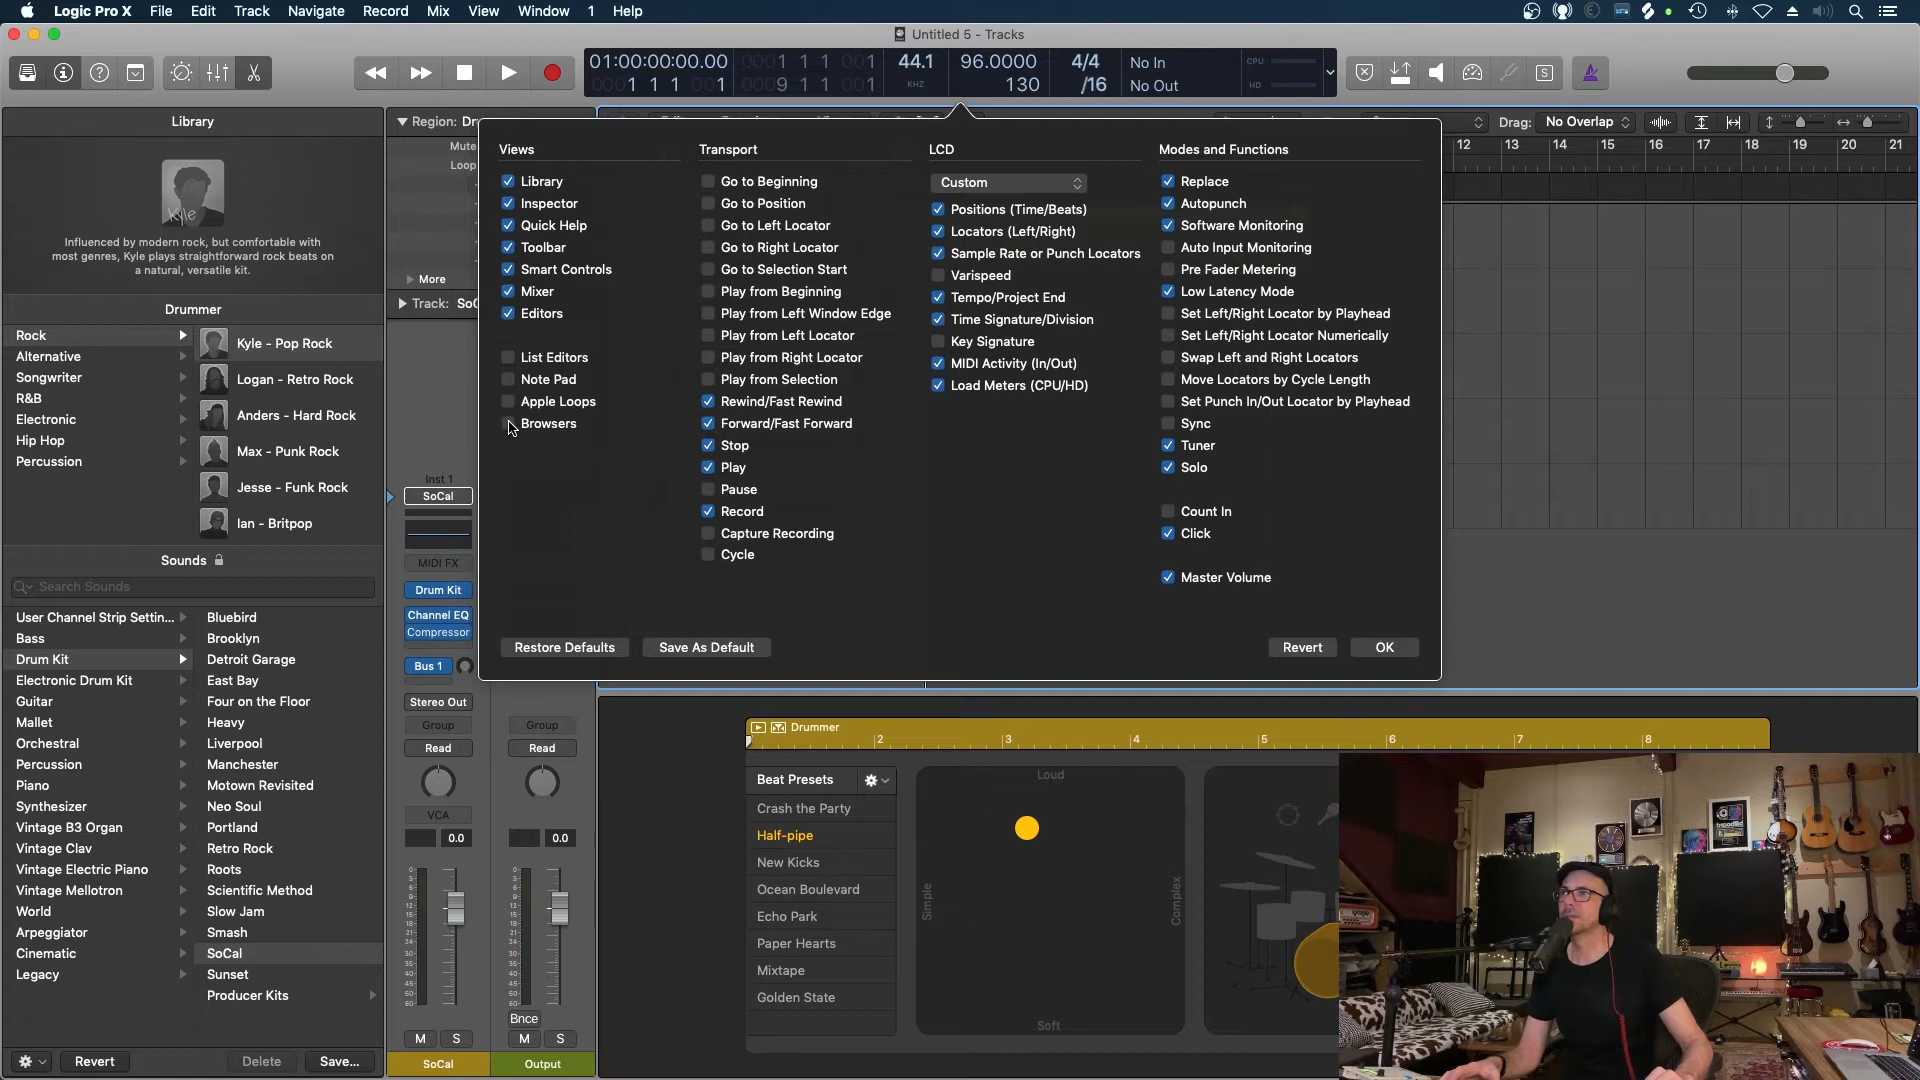 Logic Pro X File Edit Track Navigate Record Mix View Window 1 Help
Untitled 5 - Tracks
01:00:00:00.00
0001 1 1 001
0001 1 1 001
0009 1 1 001
44.1
KHZ
96.0000
130
4/4
/16
No In
No Out
CPU
HD
S
Library
Kyle
Influenced by modern rock, but comfortable with
most genres, Kyle plays straightforward rock beats on
a natural, versatile kit.
Drummer
Rock
Alternative
Songwriter
R&B
Electronic
Hip Hop
Percussion
Kyle - Pop Rock
Logan - Retro Rock
Anders - Hard Rock
Max - Punk Rock
Jesse - Funk Rock
Ian - Britpop
Sounds
Search Sounds
User Channel Strip Settin...
Bass
Drum Kit
Electronic Drum Kit
Guitar
Mallet
Orchestral
Percussion
Piano
Synthesizer
Vintage B3 Organ
Vintage Clav
Vintage Electric Piano
Vintage Mellotron
World
Arpeggiator
Cinematic
Legacy
Bluebird
Brooklyn
Detroit Garage
East Bay
Four on the Floor
Heavy
Liverpool
Manchester
Motown Revisited
Neo Soul
Portland
Retro Rock
Roots
Scientific Method
Slow Jam
Smash
SoCal
Sunset
Producer Kits
Revert
Delete
Save...
Region: Dr
Mute
Loop
More
Track: SoC
Inst 1
SoCal
MIDI FX
Drum Kit
Channel EQ
Compressor
Bus 1
Stereo Out
Group
Read
VCA
0.0
M S
SoCal
Group
Read
0.0
Bnce
M S
Output
Views
Library
Inspector
Quick Help
Toolbar
Smart Controls
Mixer
Editors
List Editors
Note Pad
Apple Loops
Browsers
Transport
Go to Beginning
Go to Position
Go to Left Locator
Go to Right Locator
Go to Selection Start
Play from Beginning
Play from Left Window Edge
Play from Left Locator
Play from Right Locator
Play from Selection
Rewind/Fast Rewind
Forward/Fast Forward
Stop
Play
Pause
Record
Capture Recording
Cycle
LCD
Custom
Positions (Time/Beats)
Locators (Left/Right)
Sample Rate or Punch Locators
Varispeed
Tempo/Project End
Time Signature/Division
Key Signature
MIDI Activity (In/Out)
Load Meters (CPU/HD)
Modes and Functions
Replace
Autopunch
Software Monitoring
Auto Input Monitoring
Pre Fader Metering
Low Latency Mode
Set Left/Right Locator by Playhead
Set Left/Right Locator Numerically
Swap Left and Right Locators
Move Locators by Cycle Length
Set Punch In/Out Locator by Playhead
Sync
Tuner
Solo
Count In
Click
Master Volume
Restore Defaults
Save As Default
Revert
OK
Drag: No Overlap
12 13 14 15 16 17 18 19 20 21
Drummer
2 3 4 5 6 7 8
Beat Presets
Crash the Party
Half-pipe
New Kicks
Ocean Boulevard
Echo Park
Paper Hearts
Mixtape
Golden State
Loud
Simple
Complex
Soft